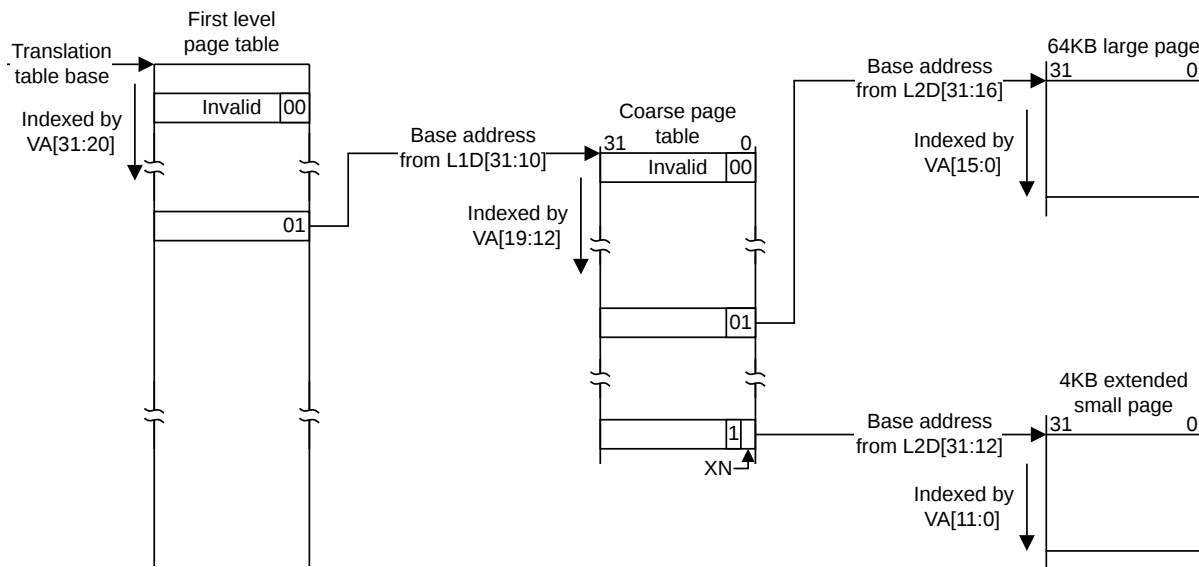 First level
page table
Translation
table base
Invalid 00
Indexed by
VA[31:20]
01
Base address
from L1D[31:10]
Coarse page
table
31 0
Invalid 00
Indexed by
VA[19:12]
01
1
XN
64KB large page
31 0
Base address
from L2D[31:16]
Indexed by
VA[15:0]
4KB extended
small page
31 0
Base address
from L2D[31:12]
Indexed by
VA[11:0]